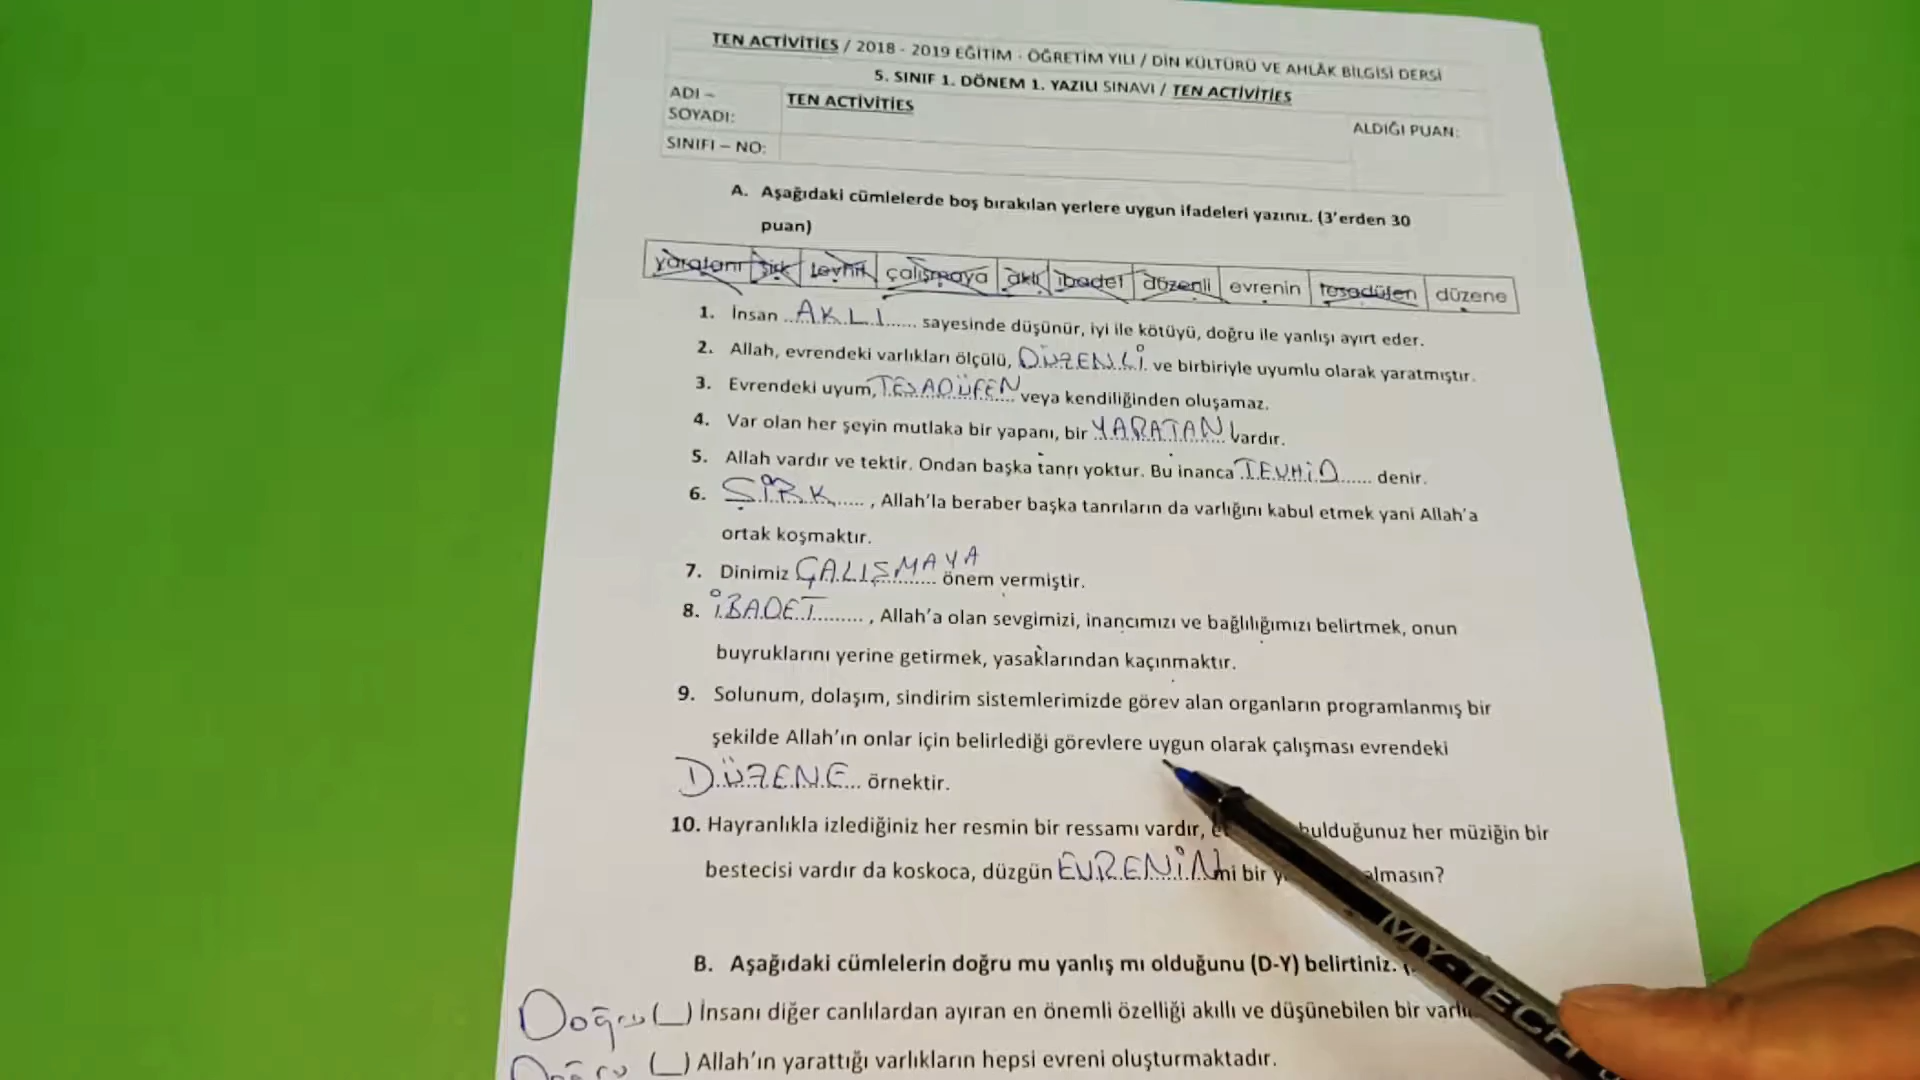 TEN ACTİVİTİES / 2018 - 2019 EĞİTİM - ÖĞRETİM YILI / DİN KÜLTÜRÜ VE AHLÂK BİLGİSİ DERSİ
5. SINIF 1. DÖNEM 1. YAZILI SINAVI / TEN ACTİVİTİES
ADI – SOYADI: TEN ACTİVİTİES ALDIĞI PUAN:
SINIFI – NO:
A. Aşağıdaki cümlelerde boş bırakılan yerlere uygun ifadeleri yazınız. (3'erden 30
puan)
yaratanı şirk tevhit çalışmaya aklı ibadet düzenli evrenin tesadüfen düzene
1. İnsan AKLI sayesinde düşünür, iyi ile kötüyü, doğru ile yanlışı ayırt eder.
2. Allah, evrendeki varlıkları ölçülü, DÜZENLİ ve birbiriyle uyumlu olarak yaratmıştır.
3. Evrendeki uyum, TESADÜFEN veya kendiliğinden oluşamaz.
4. Var olan her şeyin mutlaka bir yapanı, bir YARATANI vardır.
5. Allah vardır ve tektir. Ondan başka tanrı yoktur. Bu inanca TEVHİD denir.
6. ŞİRK , Allah'la beraber başka tanrıların da varlığını kabul etmek yani Allah'a
ortak koşmaktır.
7. Dinimiz ÇALIŞMAYA önem vermiştir.
8. İBADET , Allah'a olan sevgimizi, inancımızı ve bağlılığımızı belirtmek, onun
buyruklarını yerine getirmek, yasaklarından kaçınmaktır.
9. Solunum, dolaşım, sindirim sistemlerimizde görev alan organların programlanmış bir
şekilde Allah'ın onlar için belirlediği görevlere uygun olarak çalışması evrendeki
DÜZENE örnektir.
10. Hayranlıkla izlediğiniz her resmin bir ressamı vardır, bulduğunuz her müziğin bir
bestecisi vardır da koskoca, düzgün EVRENİN mi bir olmasın?
B. Aşağıdaki cümlelerin doğru mu yanlış mı olduğunu (D-Y) belirtiniz.
Doğru (_) İnsanı diğer canlılardan ayıran en önemli özelliği akıllı ve düşünebilen bir
Doğru (_) Allah'ın yarattığı varlıkların hepsi evreni oluşturmaktadır.
MY-TECH